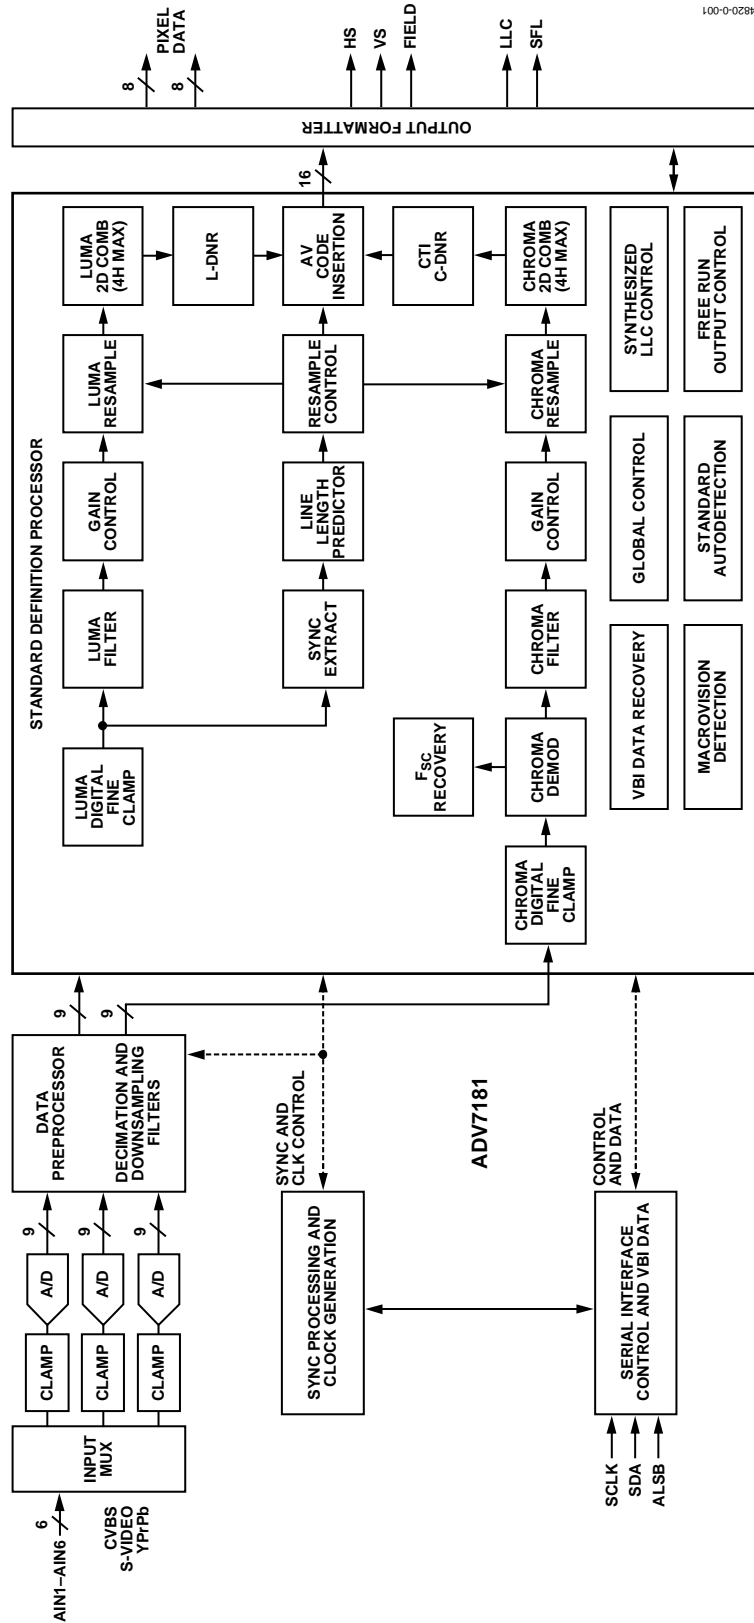 STANDARD DEFINITION PROCESSOR
AIN1–AIN6
6
CVBS
S-VIDEO
YPrPb
INPUT
MUX
CLAMP
A/D
9
CLAMP
A/D
9
CLAMP
A/D
9
DATA
PREPROCESSOR
DECIMATION AND
DOWNSAMPLING
FILTERS
9
9
LUMA
DIGITAL
FINE
CLAMP
LUMA
FILTER
GAIN
CONTROL
LUMA
RESAMPLE
LUMA
2D COMB
(4H MAX)
L-DNR
SYNC
EXTRACT
LINE
LENGTH
PREDICTOR
RESAMPLE
CONTROL
AV
CODE
INSERTION
16
FSC
RECOVERY
CTI
C-DNR
CHROMA
DIGITAL
FINE
CLAMP
CHROMA
DEMOD
CHROMA
FILTER
GAIN
CONTROL
CHROMA
RESAMPLE
CHROMA
2D COMB
(4H MAX)
VBI DATA RECOVERY
GLOBAL CONTROL
SYNTHESIZED
LLC CONTROL
MACROVISION
DETECTION
STANDARD
AUTODETECTION
FREE RUN
OUTPUT CONTROL
OUTPUT FORMATTER
8
8
PIXEL
DATA
HS
VS
FIELD
LLC
SFL
SYNC PROCESSING AND
CLOCK GENERATION
SYNC AND
CLK CONTROL
ADV7181
SCLK
SDA
ALSB
SERIAL INTERFACE
CONTROL AND VBI DATA
CONTROL
AND DATA
4820-0-001